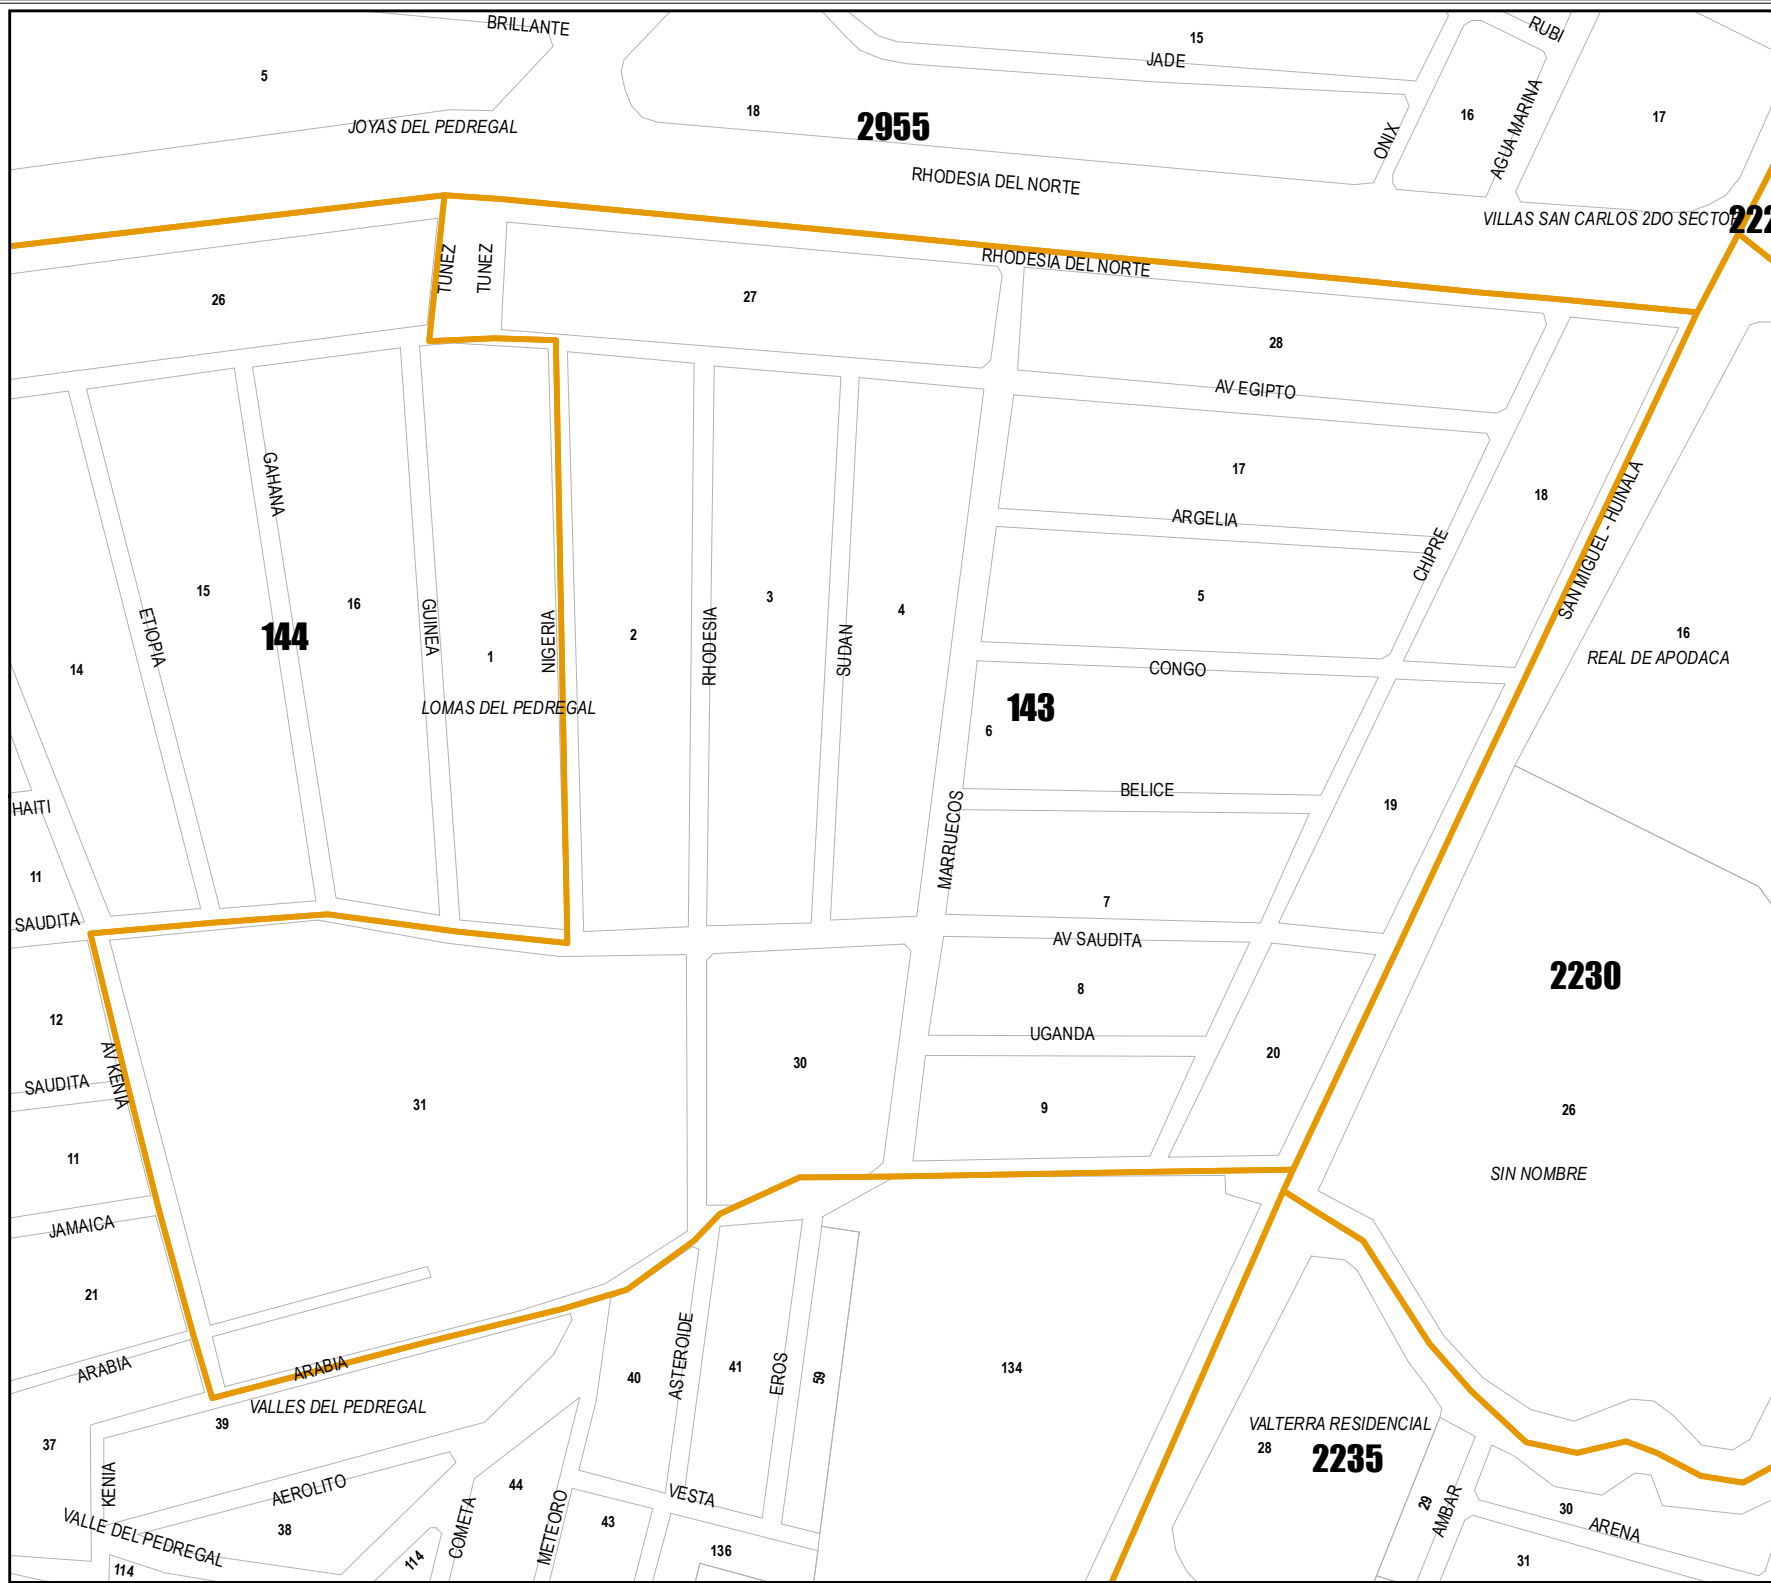 BRILLANTE
RUBI
15
JADE
5
18
2955
16
AGUA MARINA
17
JOYAS DEL PEDREGAL
ONIX
RHODESIA DEL NORTE
VILLAS SAN CARLOS 2DO SECTOR
222
TUNEZ
TUNEZ
RHODESIA DEL NORTE
26
27
28
AV EGIPTO
GAHANA
17
18
SAN MIGUEL - HUINALA
ARGELIA
CHIPRE
15
16
ETIOPIA
144
GUINEA
NIGERIA
2
RHODESIA
3
SUDAN
4
5
16
REAL DE APODACA
14
1
CONGO
LOMAS DEL PEDREGAL
143
6
HAITI
BELICE
MARRUECOS
19
11
7
SAUDITA
AV SAUDITA
2230
12
8
UGANDA
AV KENIA
30
20
SAUDITA
31
9
26
11
SIN NOMBRE
JAMAICA
21
ARABIA
ARABIA
ASTEROIDE
40
41
EROS
59
134
VALLES DEL PEDREGAL
39
VALTERRA RESIDENCIAL
37
28
2235
KENIA
AEROLITO
44
VESTA
29
AMBAR
30
ARENA
VALLE DEL PEDREGAL
38
COMETA
METEORO
43
136
114
114
31